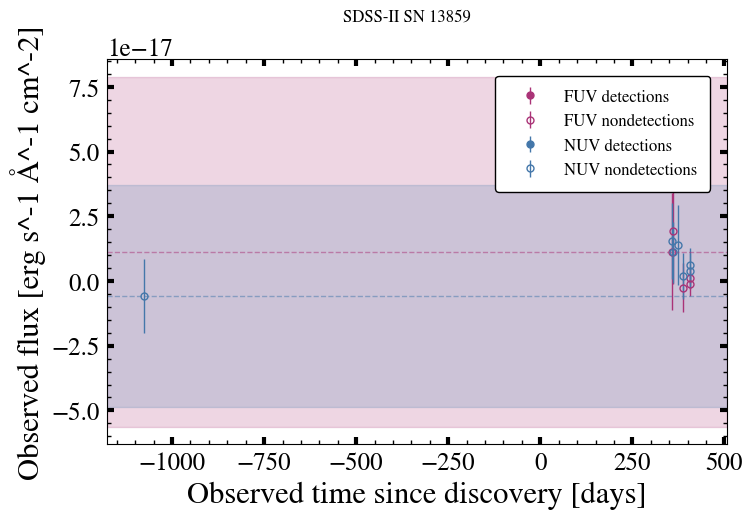 SDSS-II SN 13859
1e−17
7.5
5.0
2.5
0.0
−2.5
−5.0
Observed flux [erg s^-1 Å^-1 cm^-2]
FUV detections
FUV nondetections
NUV detections
NUV nondetections
−1000 −750 −500 −250 0 250 500
Observed time since discovery [days]